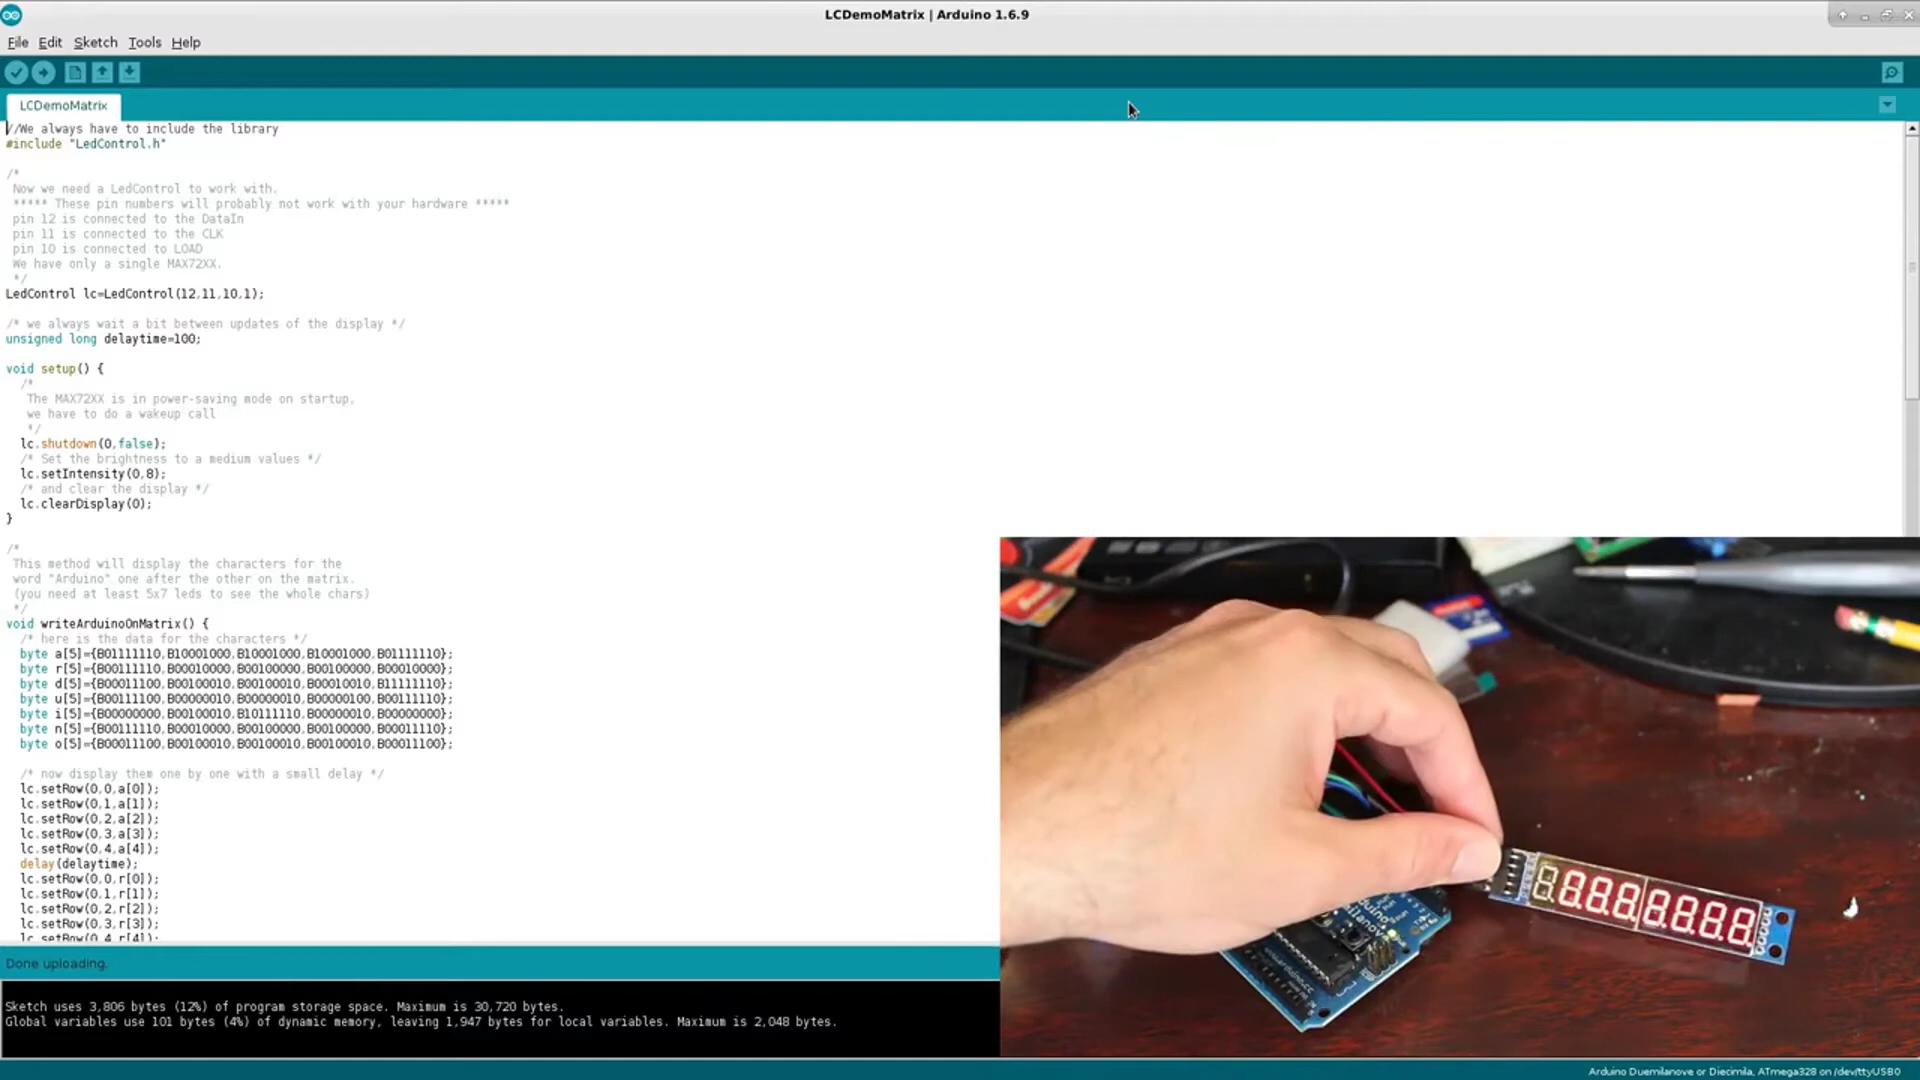 LCDemoMatrix | Arduino 1.6.9
File Edit Sketch Tools Help
LCDemoMatrix
//We always have to include the library
#include "LedControl.h"
/*
Now we need a LedControl to work with.
***** These pin numbers will probably not work with your hardware *****
pin 12 is connected to the DataIn
pin 11 is connected to the CLK
pin 10 is connected to LOAD
We have only a single MAX72XX.
*/
LedControl lc=LedControl(12,11,10,1);
/* we always wait a bit between updates of the display */
unsigned long delaytime=100;
void setup() {
/*
The MAX72XX is in power-saving mode on startup,
we have to do a wakeup call
*/
lc.shutdown(0,false);
/* Set the brightness to a medium values */
lc.setIntensity(0,8);
/* and clear the display */
lc.clearDisplay(0);
}
/*
This method will display the characters for the
word "Arduino" one after the other on the matrix.
(you need at least 5x7 leds to see the whole chars)
*/
void writeArduinoOnMatrix() {
/* here is the data for the characters */
byte a[5]={B01111110,B10001000,B10001000,B10001000,B01111110};
byte r[5]={B00111110,B00010000,B00100000,B00100000,B00010000};
byte d[5]={B00011100,B00100010,B00100010,B00010010,B11111110};
byte u[5]={B00111100,B00000010,B00000010,B00000100,B00111110};
byte i[5]={B00000000,B00100010,B10111110,B00000010,B00000000};
byte n[5]={B00111110,B00010000,B00100000,B00100000,B00011110};
byte o[5]={B00011100,B00100010,B00100010,B00100010,B00011100};
/* now display them one by one with a small delay */
lc.setRow(0,0,a[0]);
lc.setRow(0,1,a[1]);
lc.setRow(0,2,a[2]);
lc.setRow(0,3,a[3]);
lc.setRow(0,4,a[4]);
delay(delaytime);
lc.setRow(0,0,r[0]);
lc.setRow(0,1,r[1]);
lc.setRow(0,2,r[2]);
lc.setRow(0,3,r[3]);
lc.setRow(0,4,r[4]);
Done uploading.
Sketch uses 3,806 bytes (12%) of program storage space. Maximum is 30,720 bytes.
Global variables use 101 bytes (4%) of dynamic memory, leaving 1,947 bytes for local variables. Maximum is 2,048 bytes.
Arduino Duemilanove or Diecimila, ATmega328 on /dev/ttyUSB0